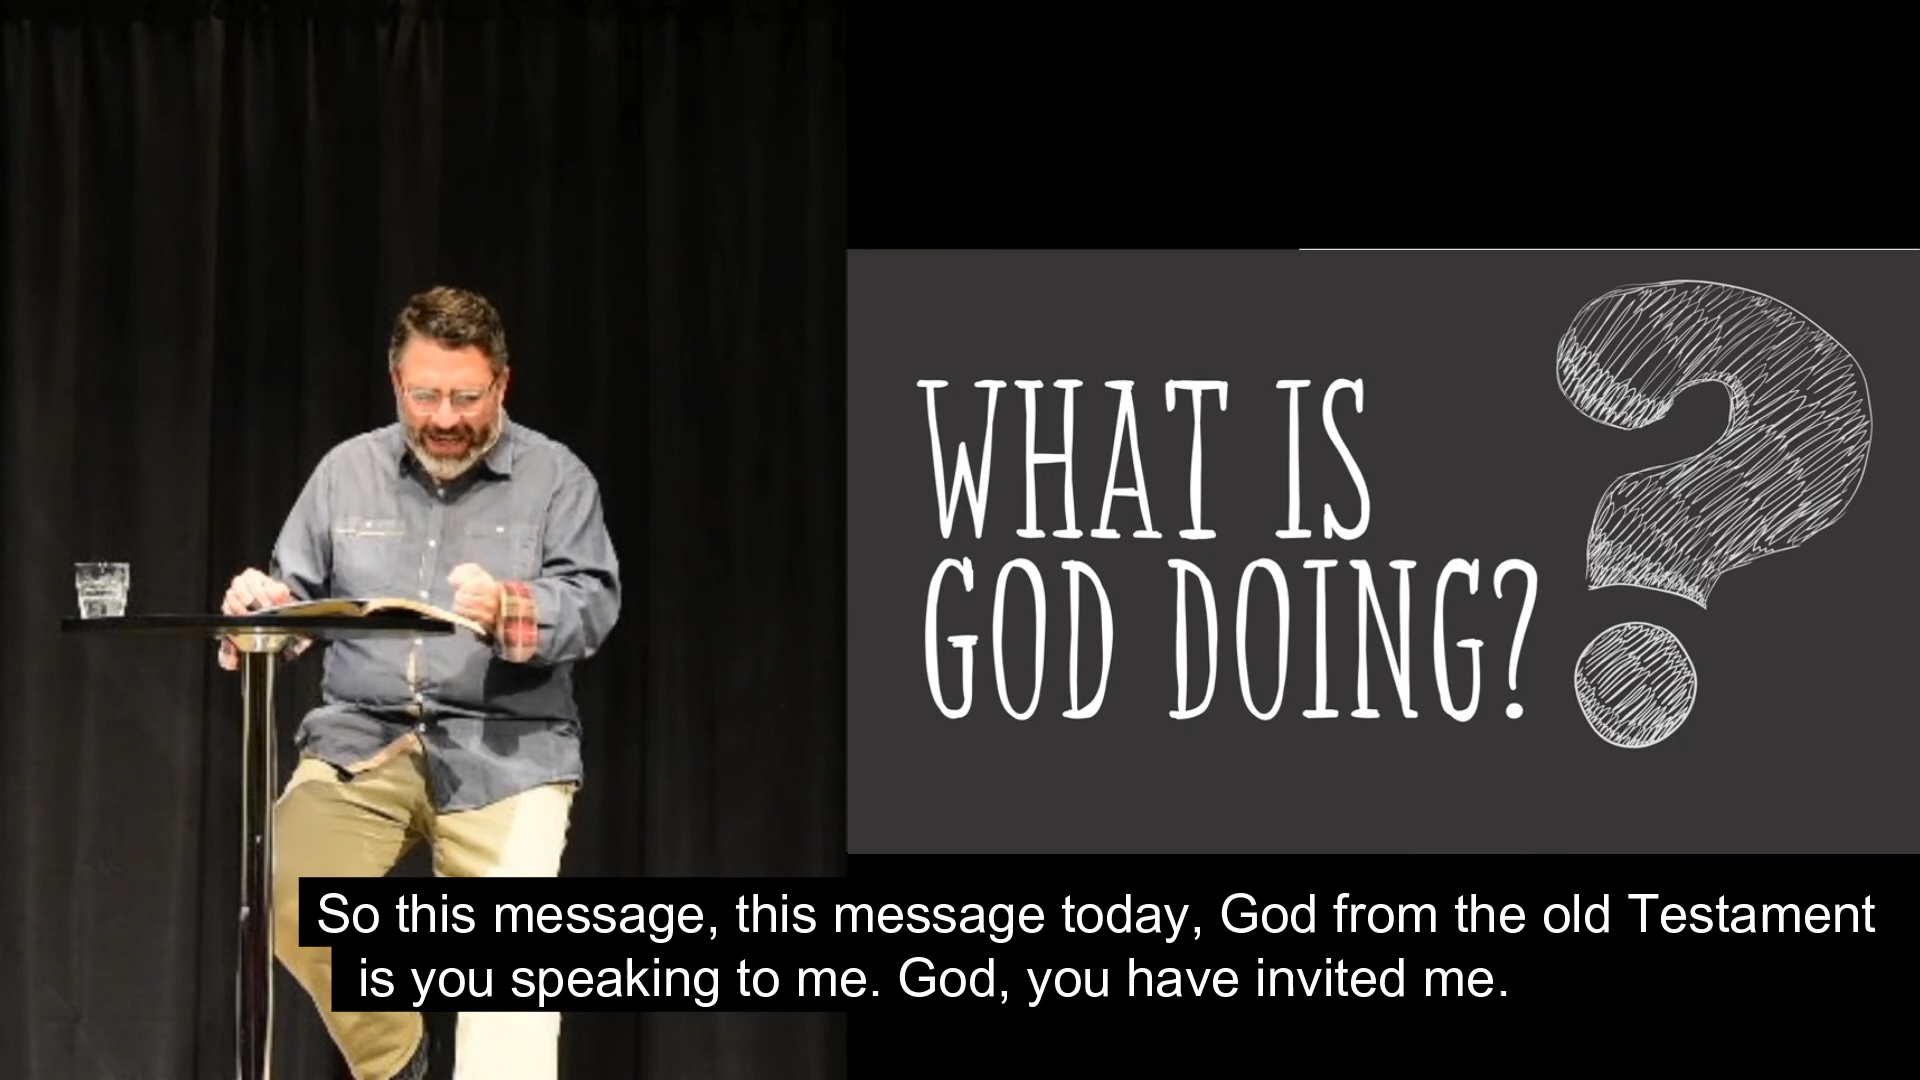 WHAT IS
GOD DOING?
So this message, this message today, God from the old Testament
is you speaking to me. God, you have invited me.